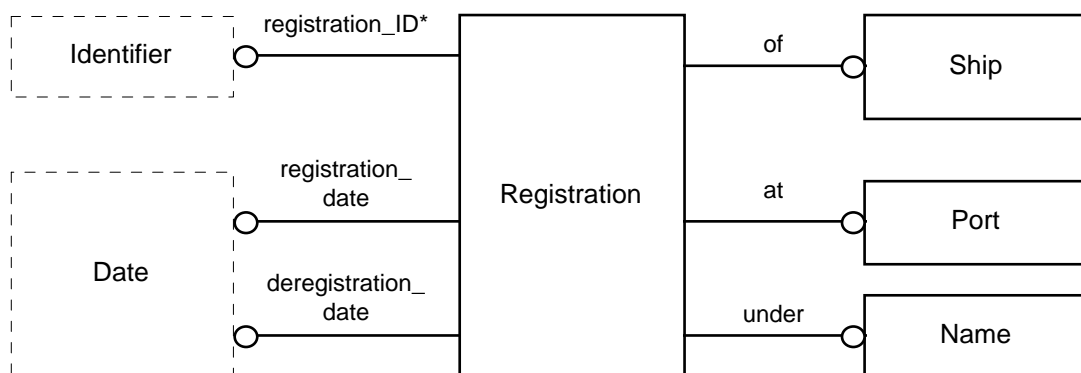 registration_ID*
Identifier
of
Ship
registration_
date
Registration
at
Port
Date
deregistration_
date
under
Name